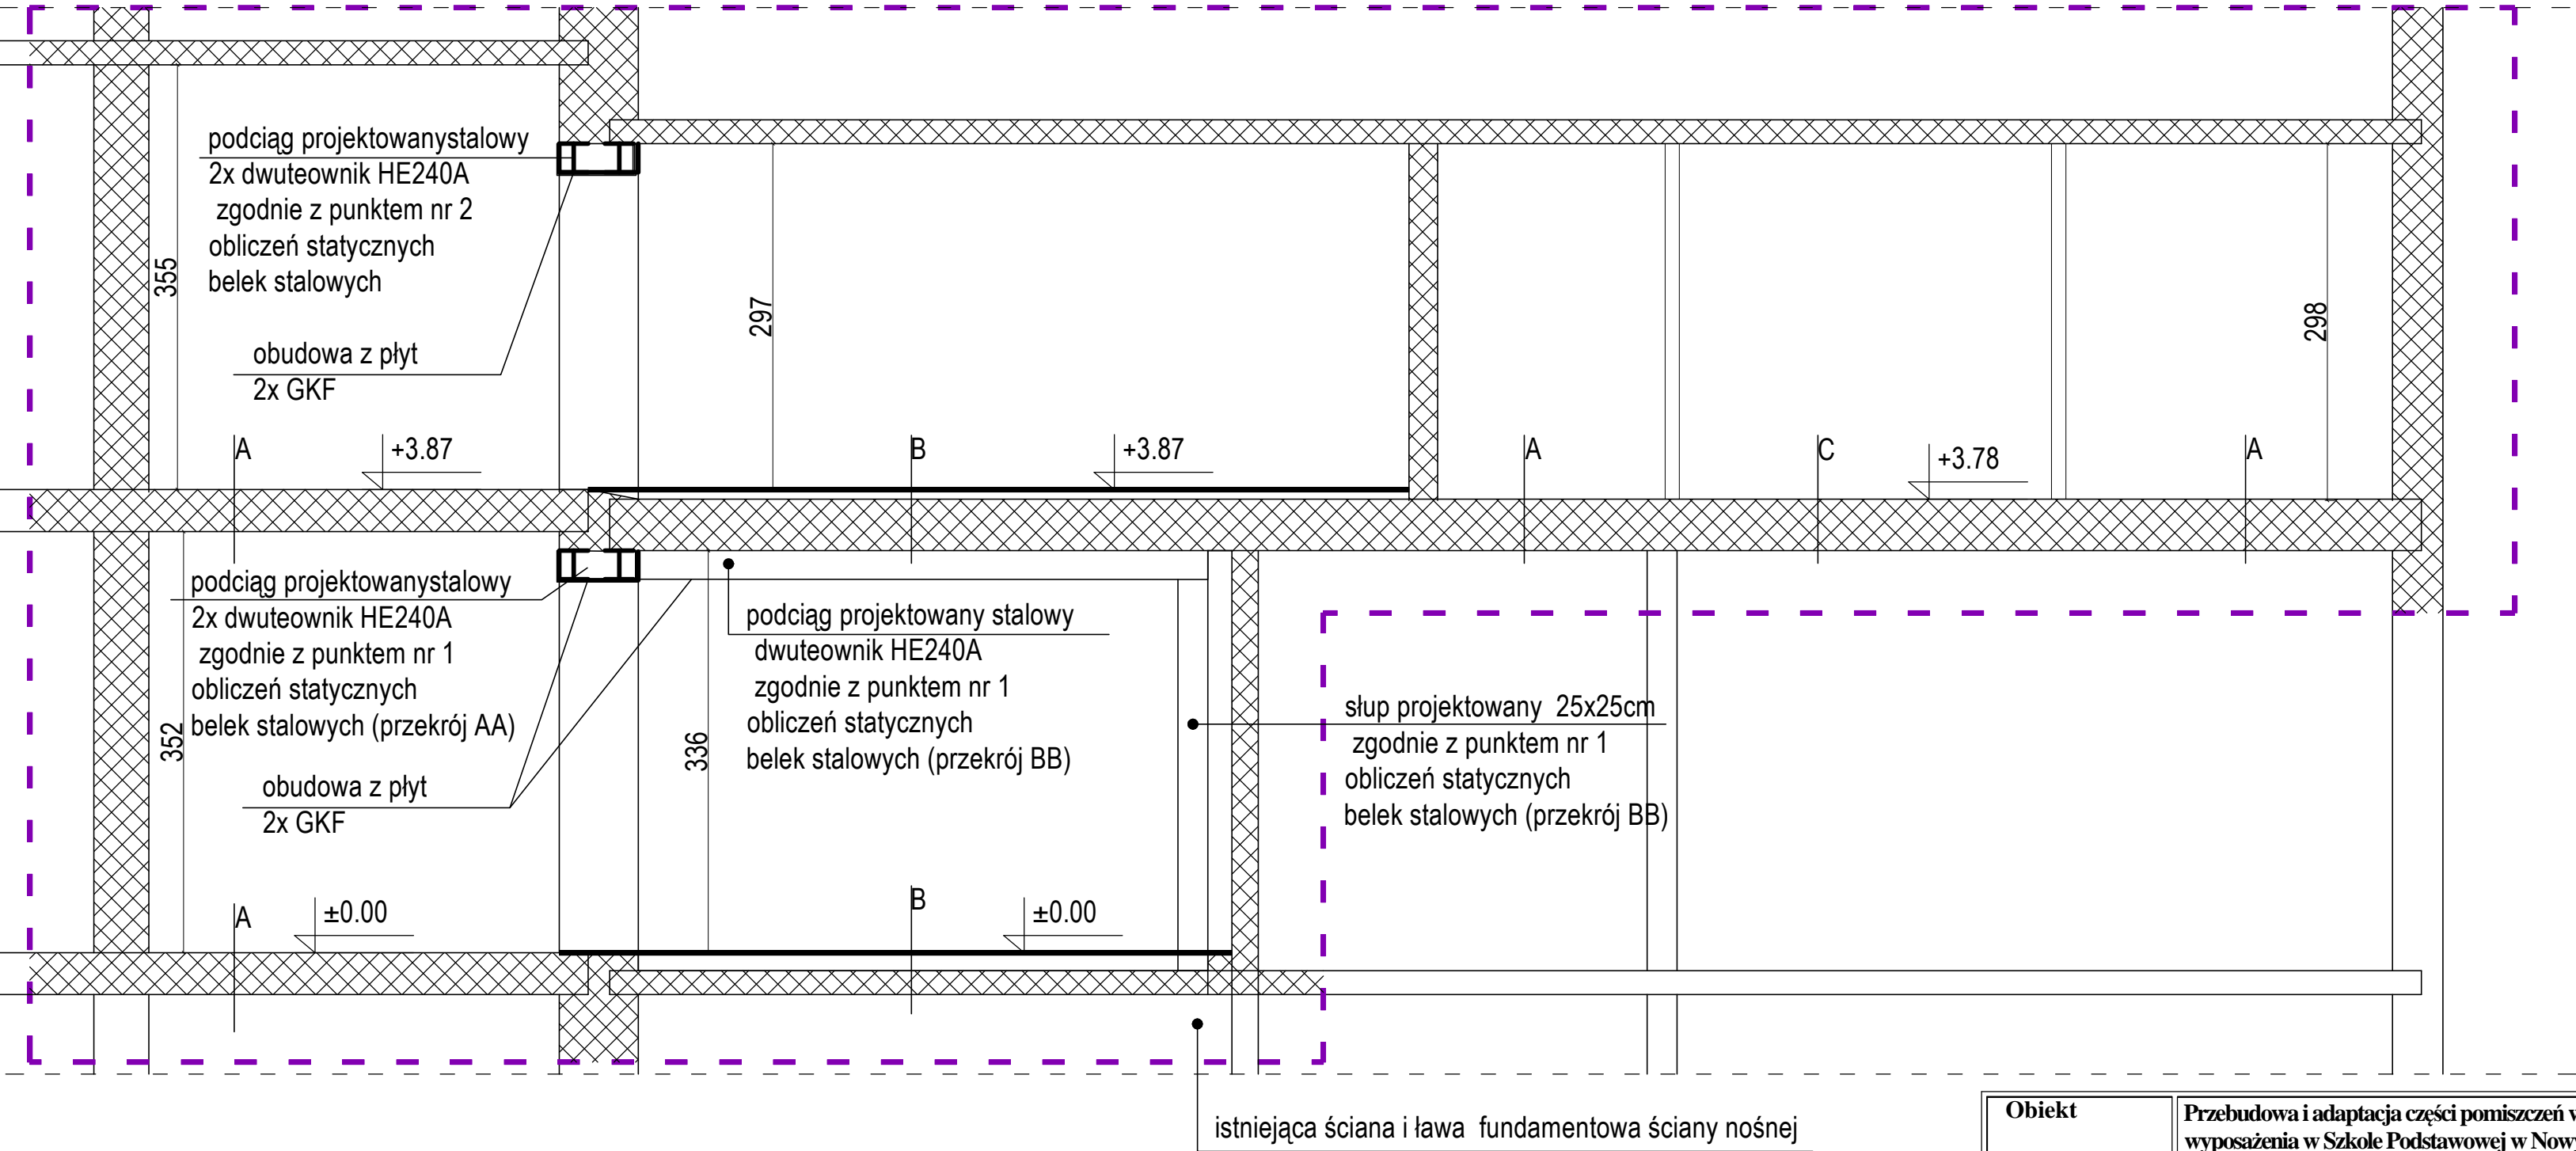 podciąg projektowanystalowy
2x dwuteownik HE240A
zgodnie z punktem nr 2
obliczeń statycznych
belek stalowych
355
297
298
obudowa z płyt
2x GKF
A
+3.87
B
+3.87
A
C
+3.78
A
podciąg projektowanystalowy
2x dwuteownik HE240A
zgodnie z punktem nr 1
obliczeń statycznych
belek stalowych (przekrój AA)
352
obudowa z płyt
2x GKF
podciąg projektowany stalowy
dwuteownik HE240A
zgodnie z punktem nr 1
obliczeń statycznych
belek stalowych (przekrój BB)
336
słup projektowany 25x25cm
zgodnie z punktem nr 1
obliczeń statycznych
belek stalowych (przekrój BB)
A
±0.00
B
±0.00
istniejąca ściana i ława fundamentowa ściany nośnej
Obiekt
Przebudowa i adaptacja części pomiszczeń w
wyposażenia w Szkole Podstawowej w Nowy